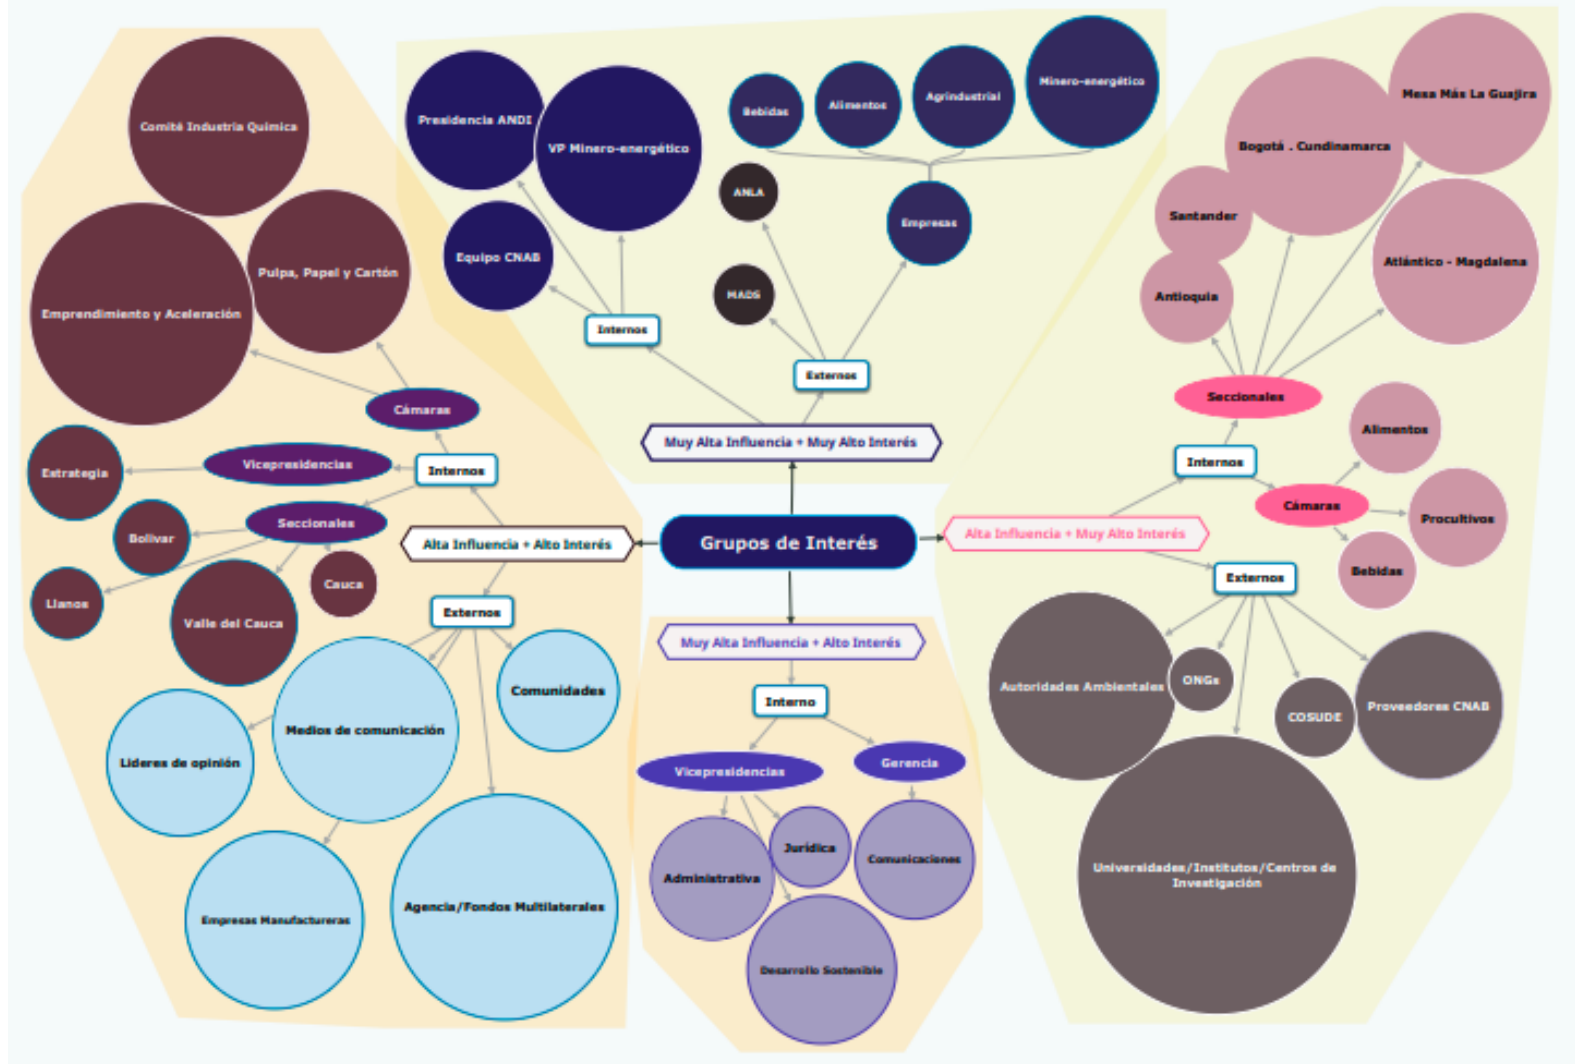 Comité Industria Química
Pulpa, Papel y Cartón
Emprendimiento y Aceleración
Cámaras
Vicepresidencias
Internos
Estrategia
Seccionales
Bolivar
Cauca
Llanos
Valle del Cauca
Alta Influencia + Alto Interés
Externos
Comunidades
Medios de comunicación
Lideres de opinión
Empresas Manufactureras
Agencia/Fondos Multilaterales
Presidencia ANDI
VP Minero-energético
Equipo CNAB
Internos
Bebidas
Alimentos
Agrindustrial
Minero-energético
ANLA
Empresas
MADS
Externos
Muy Alta Influencia + Muy Alto Interés
Grupos de Interés
Muy Alta Influencia + Alto Interés
Interno
Vicepresidencias
Gerencia
Jurídica
Administrativa
Comunicaciones
Desarrollo Sostenible
Mesa Más La Guajira
Bogotá . Cundinamarca
Santander
Atlántico - Magdalena
Antioquia
Seccionales
Alimentos
Internos
Cámaras
Procultivos
Bebidas
Alta Influencia + Muy Alto Interés
Externos
Autoridades Ambientales
ONGs
COSUDE
Proveedores CNAB
Universidades/Institutos/Centros de
Investigación